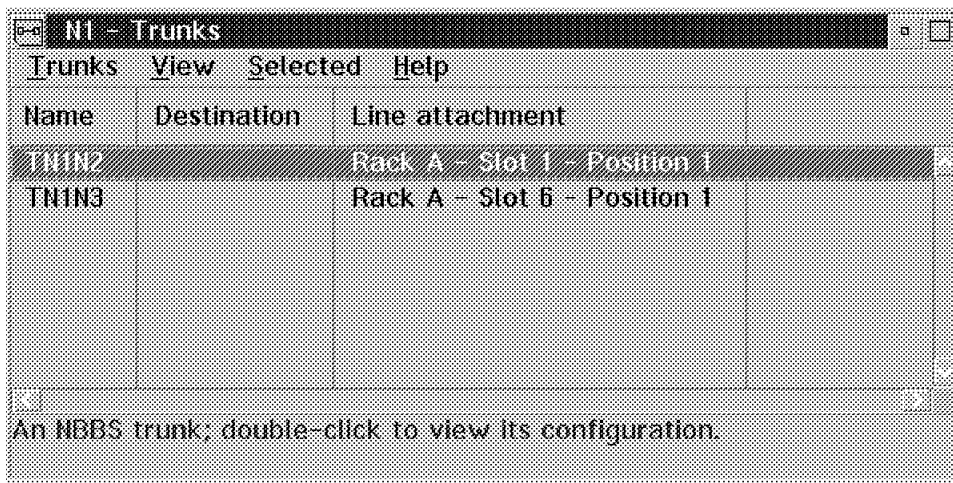 N1 - Trunks
Trunks View Selected Help
Name Destination Line attachment
TN1N2 Rack A - Slot 1 - Position 1
TN1N3 Rack A - Slot 6 - Position 1
An NBBS trunk; double-click to view its configuration.